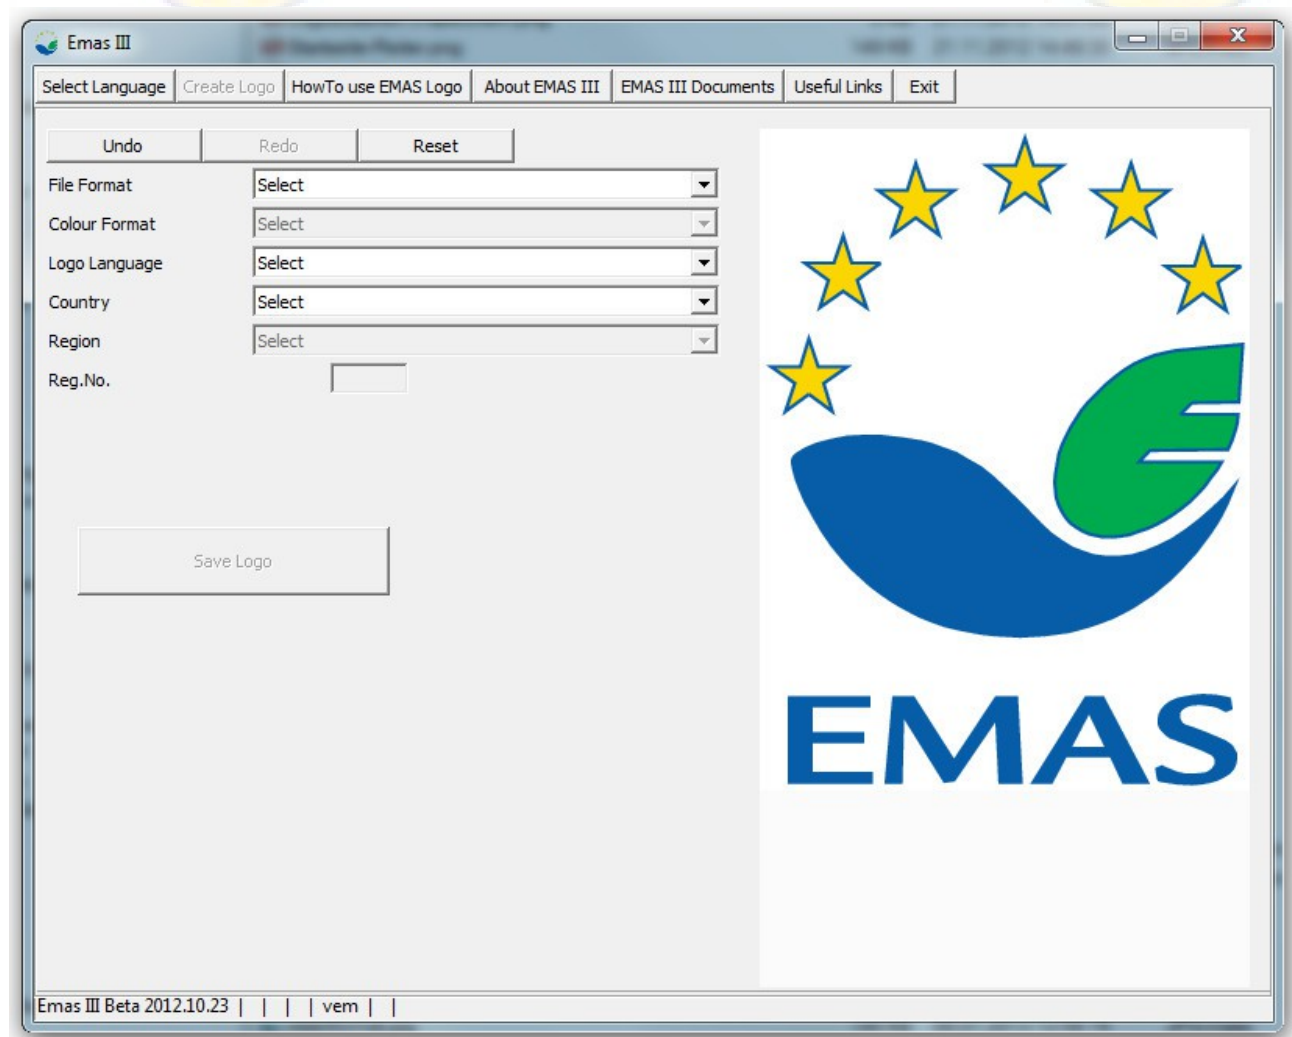 Emas III
Select Language Create Logo HowTo use EMAS Logo About EMAS III EMAS III Documents Useful Links Exit
Undo Redo Reset
File Format Select
Colour Format Select
Logo Language Select
Country Select
Region Select
Reg.No.
Save Logo
EMAS
Emas III Beta 2012.10.23 | | | | vem | |